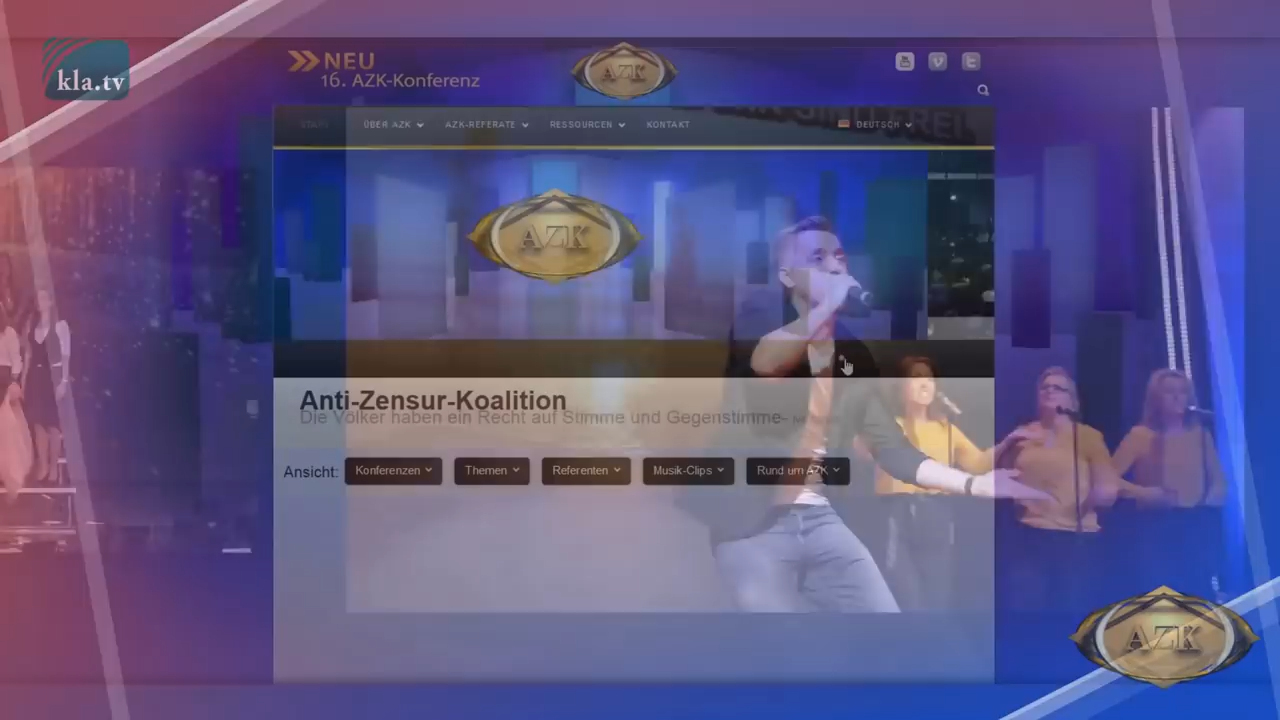 kla.tv
NEU
16. AZK-Konferenz
AZK
START
ÜBER AZK
AZK-REFERATE
RESSOURCEN
KONTAKT
DEUTSCH
AZK
Anti-Zensur-Koalition
Die Völker haben ein Recht auf Stimme und Gegenstimme-
Ansicht:
Konferenzen
Themen
Referenten
Musik-Clips
Rund um AZK
AZK